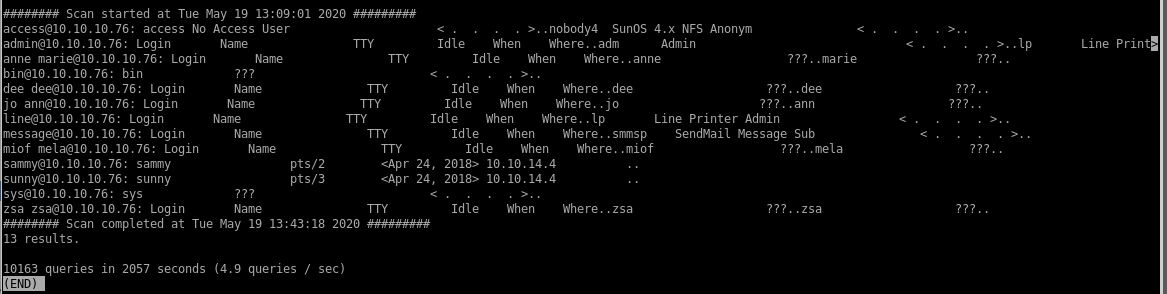 ######## Scan started at Tue May 19 13:09:01 2020 #########
access@10.10.10.76: access No Access User                     < .  .  .  . >..nobody4  SunOS 4.x NFS Anonym               < .  .  .  . >..
admin@10.10.10.76: Login       Name               TTY         Idle    When    Where..adm      Admin                              < .  .  .  . >..lp       Line Print>
anne marie@10.10.10.76: Login       Name               TTY         Idle    When    Where..anne                  ???..marie                 ???..
bin@10.10.10.76: bin             ???                         < .  .  .  . >..
dee dee@10.10.10.76: Login       Name               TTY         Idle    When    Where..dee                   ???..dee                   ???..
jo ann@10.10.10.76: Login       Name               TTY         Idle    When    Where..jo                    ???..ann                   ???..
line@10.10.10.76: Login       Name               TTY         Idle    When    Where..lp       Line Printer Admin                 < .  .  .  . >..
message@10.10.10.76: Login       Name               TTY         Idle    When    Where..smmsp    SendMail Message Sub               < .  .  .  . >..
miof mela@10.10.10.76: Login       Name               TTY         Idle    When    Where..miof                  ???..mela                  ???..
sammy@10.10.10.76: sammy                 pts/2        <Apr 24, 2018> 10.10.14.4          ..
sunny@10.10.10.76: sunny                 pts/3        <Apr 24, 2018> 10.10.14.4          ..
sys@10.10.10.76: sys             ???                         < .  .  .  . >..
zsa zsa@10.10.10.76: Login       Name               TTY         Idle    When    Where..zsa                   ???..zsa                   ???..
######## Scan completed at Tue May 19 13:43:18 2020 #########
13 results.
10163 queries in 2057 seconds (4.9 queries / sec)
(END)